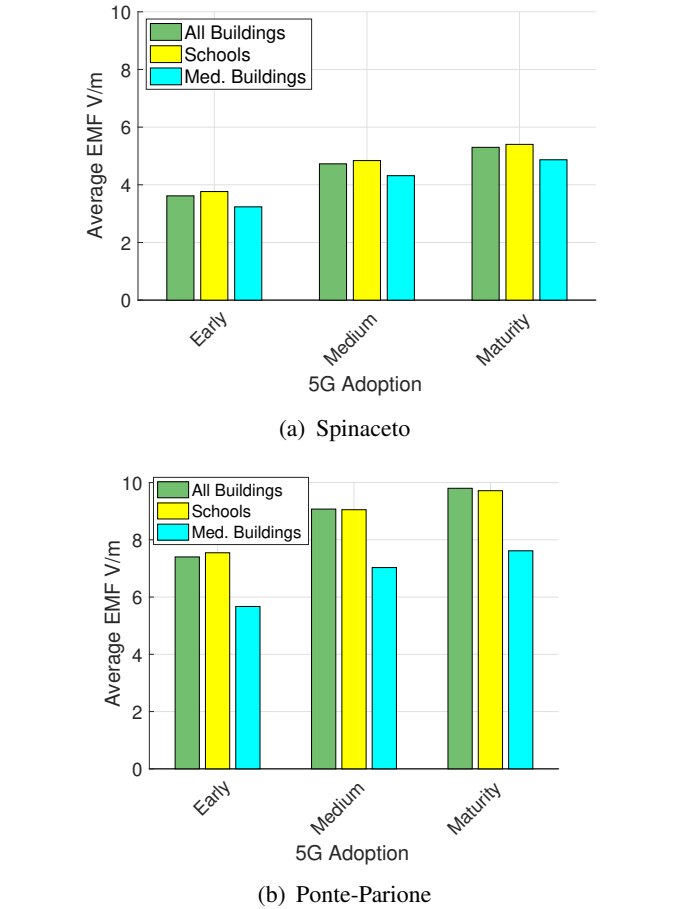 10
8
6
4
2
0
Average EMF V/m
All Buildings
Schools
Med. Buildings
Early
Medium
Maturity
5G Adoption
(a) Spinaceto
10
8
6
4
2
0
Average EMF V/m
All Buildings
Schools
Med. Buildings
Early
Medium
Maturity
5G Adoption
(b) Ponte-Parione